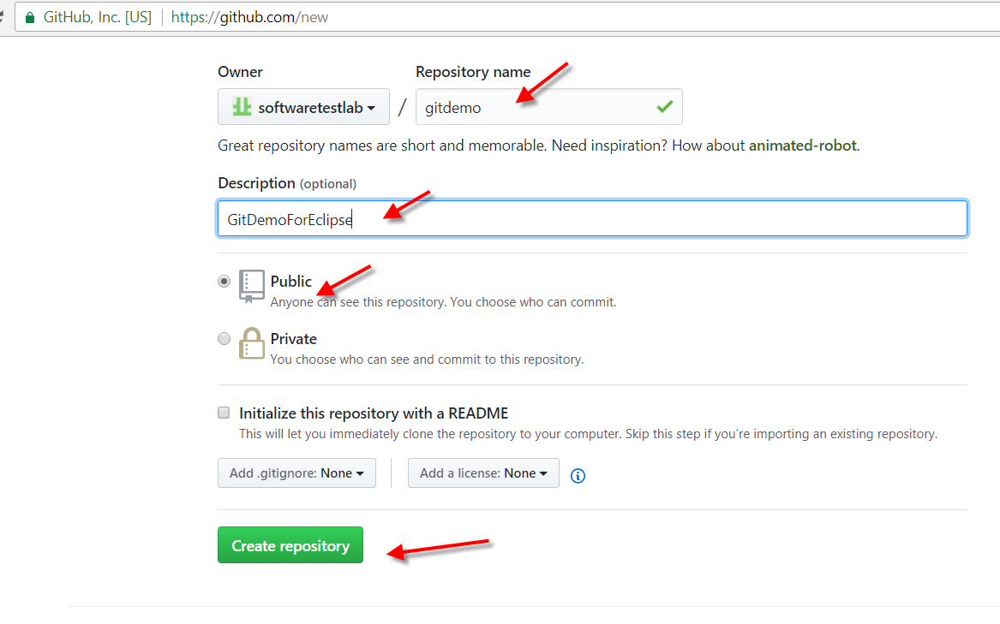 GitHub, Inc. [US] | https://github.com/new
Owner
Repository name
softwaretestlab / gitdemo
Great repository names are short and memorable. Need inspiration? How about animated-robot.
Description (optional)
GitDemoForEclipse
Public
Anyone can see this repository. You choose who can commit.
Private
You choose who can see and commit to this repository.
Initialize this repository with a README
This will let you immediately clone the repository to your computer. Skip this step if you’re importing an existing repository.
Add .gitignore: None
Add a license: None
Create repository